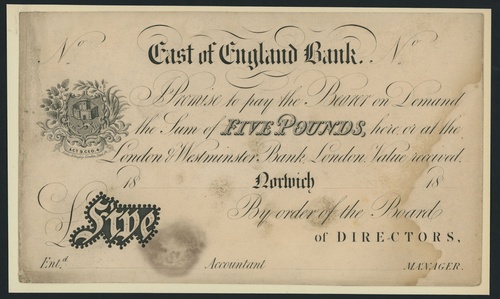 No East of England Bank. No
I Promise to pay the Bearer on Demand
the Sum of FIVE POUNDS, here or at the
London & Westminster Bank, London. Value received.
18 Norwich 18
£Five By order of the Board
of DIRECTORS,
Entd. Accountant MANAGER.